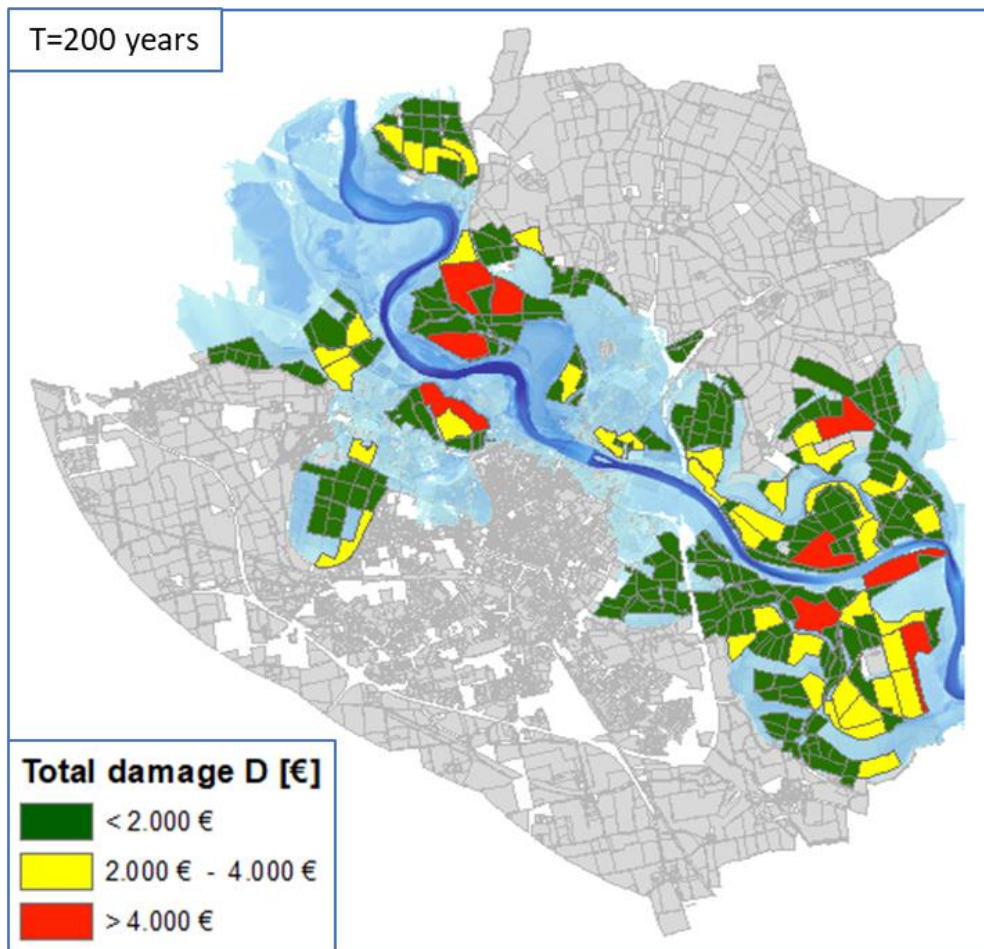 T=200 years
Total damage D [€]
< 2.000 €
2.000 € - 4.000 €
> 4.000 €